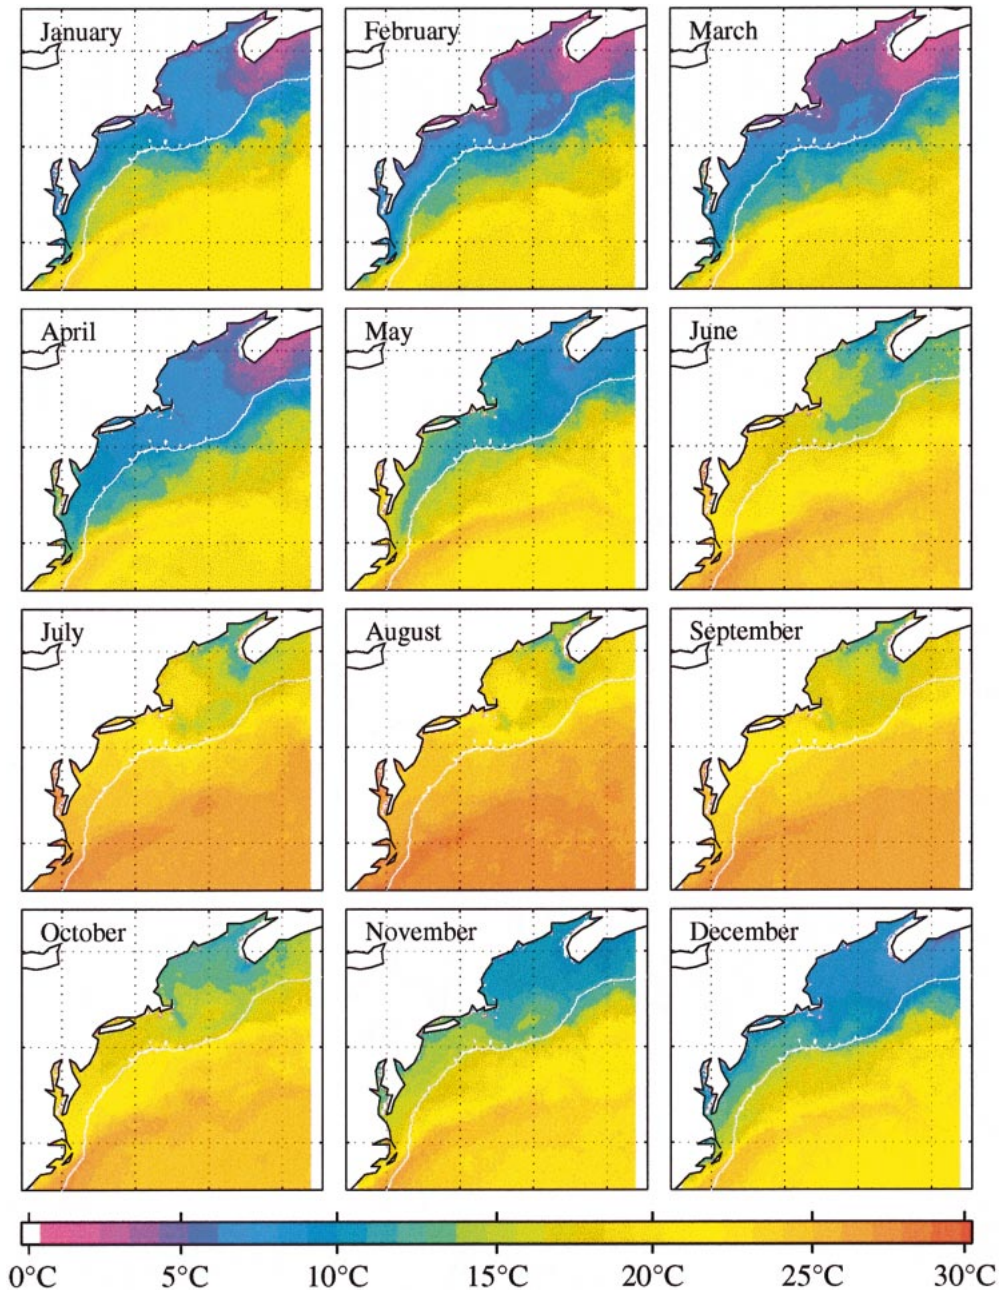 January February March
April May June
July August September
October November December
0°C 5°C 10°C 15°C 20°C 25°C 30°C